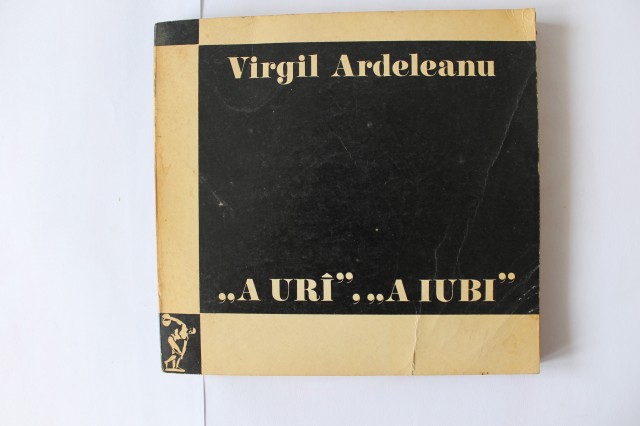 Virgil Ardeleanu
„A URÎ”, „A IUBI”